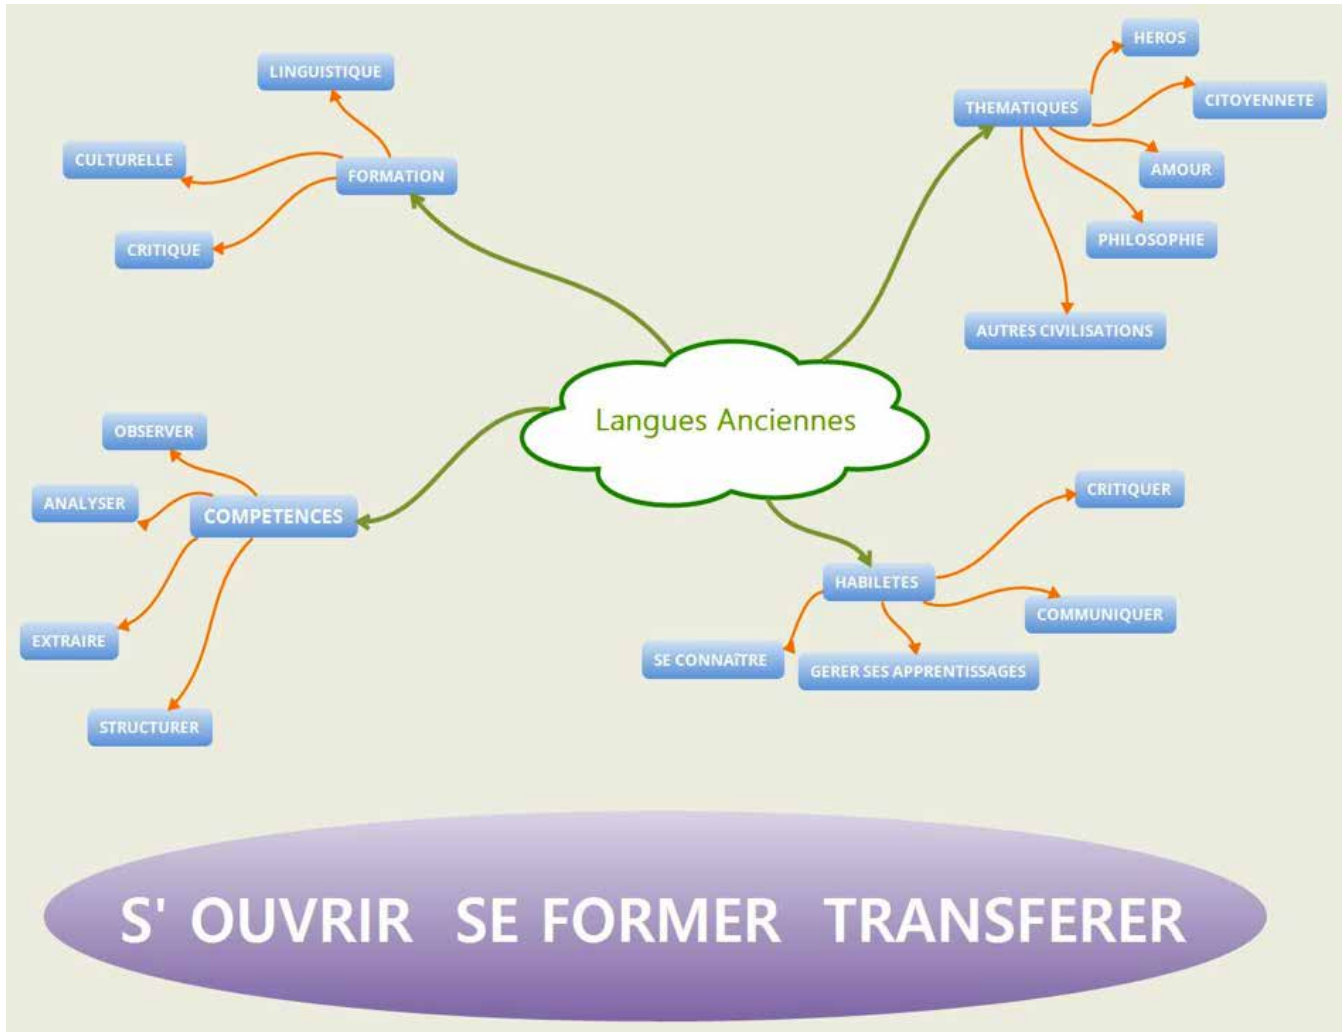 LINGUISTIQUE
CULTURELLE
FORMATION
CRITIQUE
HEROS
THEMATIQUES
CITOYENNETE
AMOUR
PHILOSOPHIE
AUTRES CIVILISATIONS
Langues Anciennes
OBSERVER
ANALYSER
COMPETENCES
EXTRAIRE
STRUCTURER
CRITIQUER
HABILETES
COMMUNIQUER
SE CONNAÎTRE
GERER SES APPRENTISSAGES
S' OUVRIR SE FORMER TRANSFERER